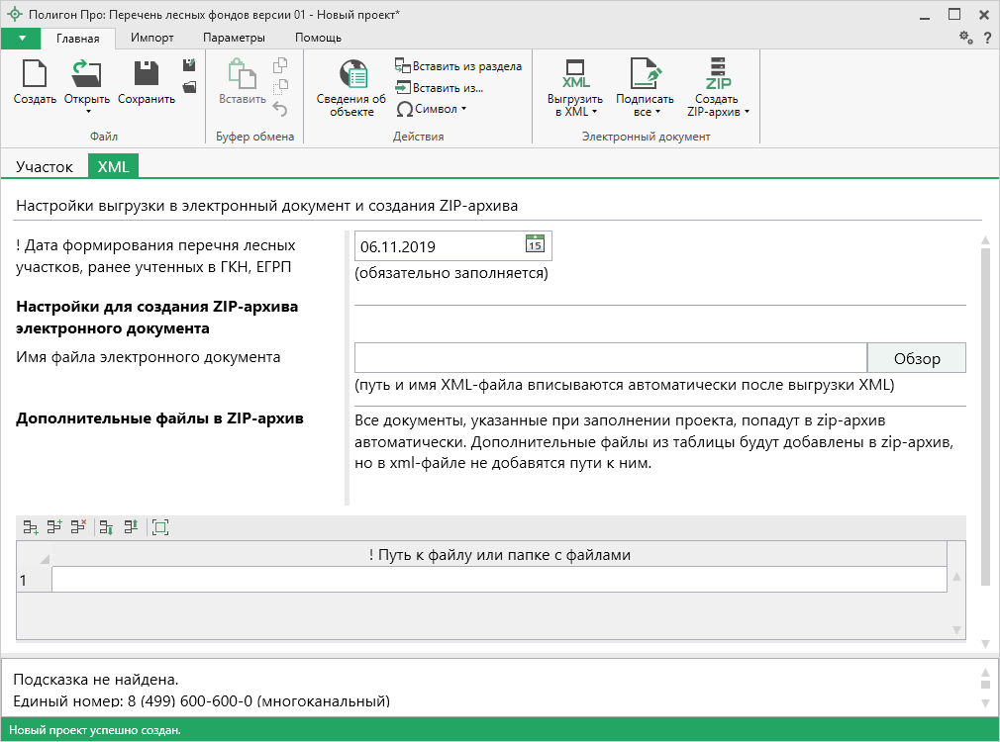 Полигон Про: Перечень лесных фондов версии 01 - Новый проект*
Главная Импорт Параметры Помощь ?
Создать Открыть Сохранить
Файл
Вставить
Буфер обмена
Сведения об
объекте
Вставить из раздела
Вставить из...
Символ
Действия
XML
Выгрузить
в XML
Подписать
все
ZIP
Создать
ZIP-архив
Электронный документ
Участок XML
Настройки выгрузки в электронный документ и создания ZIP-архива
! Дата формирования перечня лесных
участков, ранее учтенных в ГКН, ЕГРП
06.11.2019 15
(обязательно заполняется)
Настройки для создания ZIP-архива
электронного документа
Имя файла электронного документа
Обзор
(путь и имя XML-файла вписываются автоматически после выгрузки XML)
Дополнительные файлы в ZIP-архив
Все документы, указанные при заполнении проекта, попадут в zip-архив
автоматически. Дополнительные файлы из таблицы будут добавлены в zip-архив,
но в xml-файле не добавятся пути к ним.
! Путь к файлу или папке с файлами
1
Подсказка не найдена.
Единый номер: 8 (499) 600-600-0 (многоканальный)
Новый проект успешно создан.